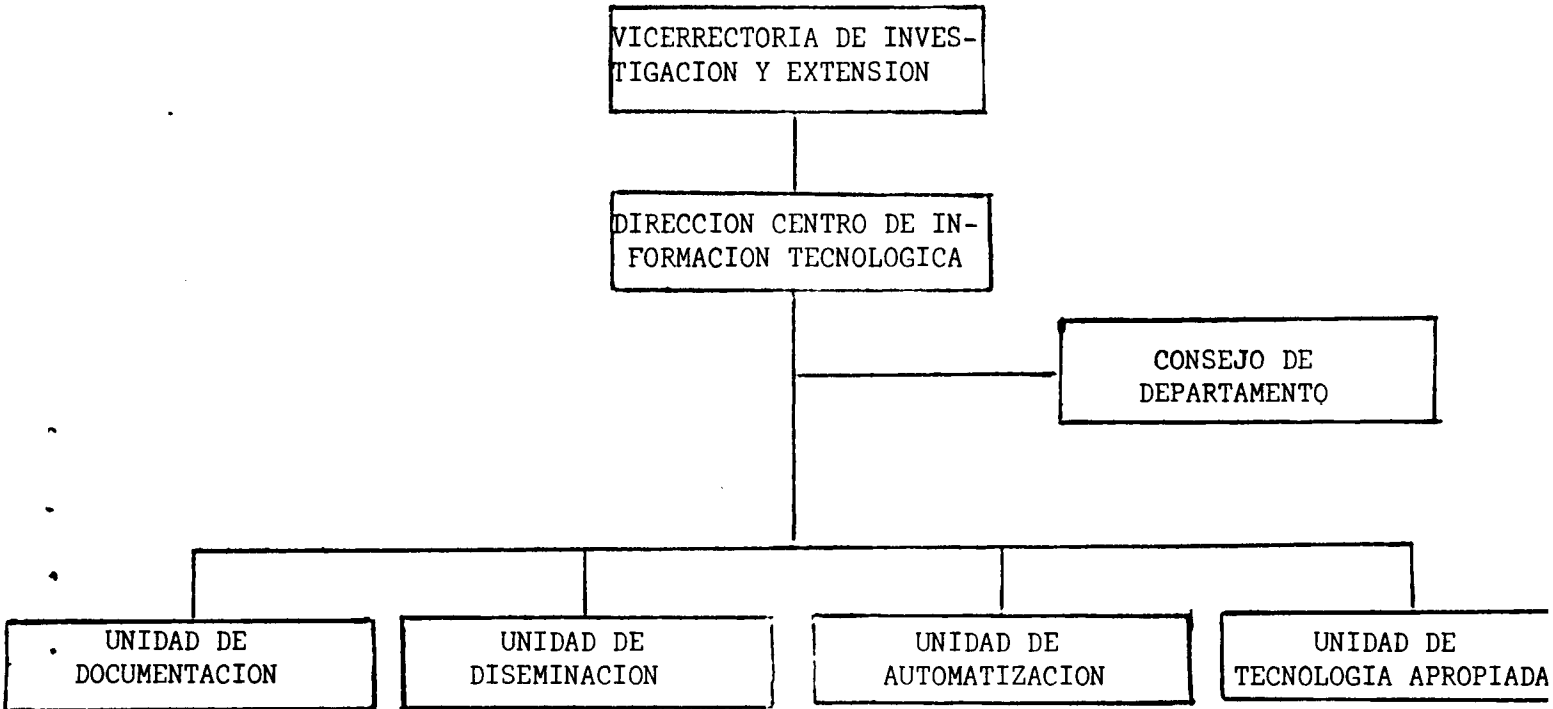 VICERRECTORIA DE INVES-
TIGACION Y EXTENSION
DIRECCION CENTRO DE IN-
FORMACION TECNOLOGICA
CONSEJO DE
DEPARTAMENTO
UNIDAD DE
DOCUMENTACION
UNIDAD DE
DISEMINACION
UNIDAD DE
AUTOMATIZACION
UNIDAD DE
TECNOLOGIA APROPIADA